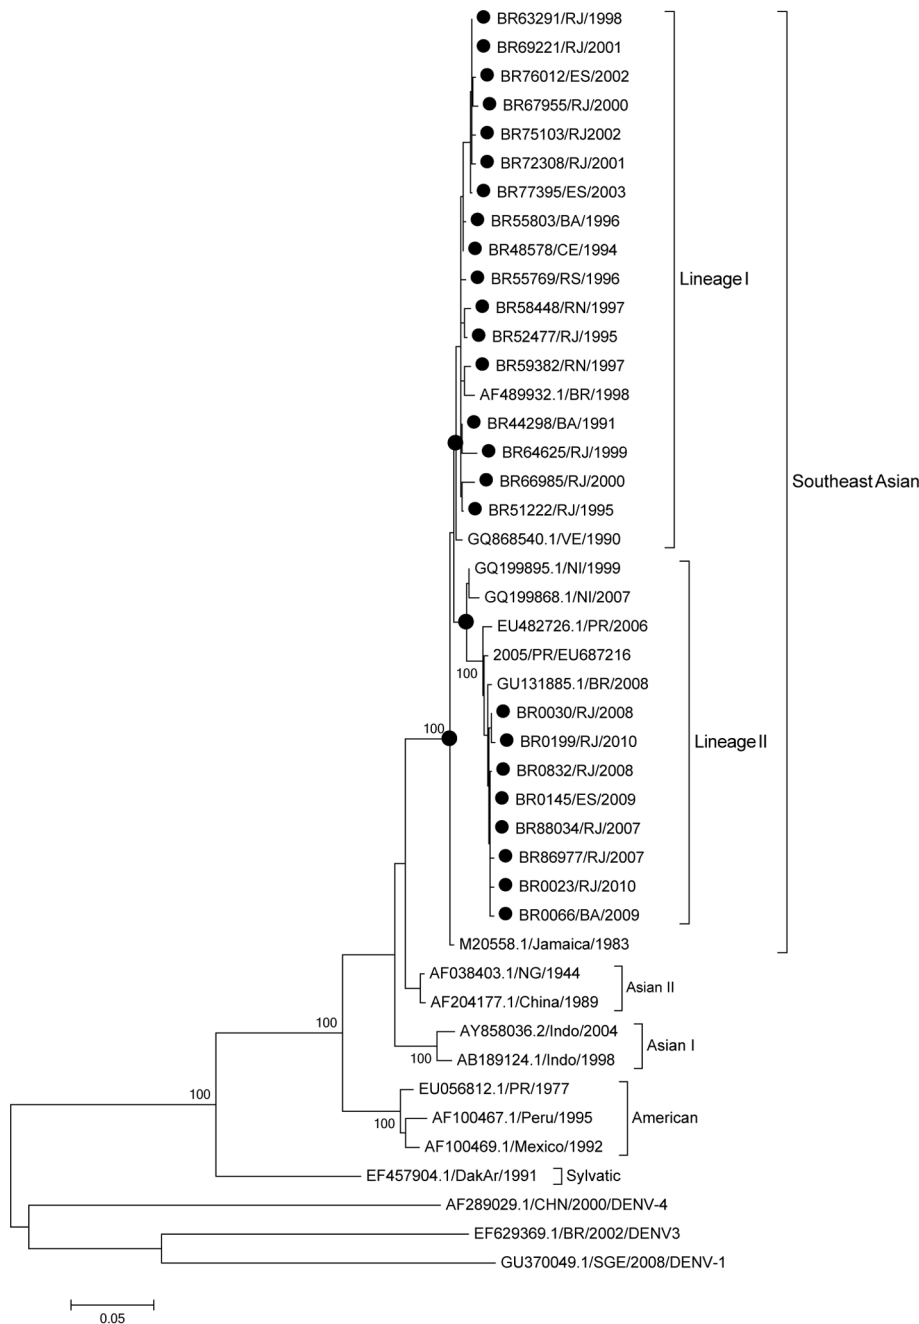 BR63291/RJ/1998
BR69221/RJ/2001
BR76012/ES/2002
BR67955/RJ/2000
BR75103/RJ2002
BR72308/RJ/2001
BR77395/ES/2003
BR55803/BA/1996
BR48578/CE/1994
BR55769/RS/1996
Lineage I
BR58448/RN/1997
BR52477/RJ/1995
BR59382/RN/1997
AF489932.1/BR/1998
BR44298/BA/1991
BR64625/RJ/1999
BR66985/RJ/2000
Southeast Asian
BR51222/RJ/1995
GQ868540.1/VE/1990
GQ199895.1/NI/1999
GQ199868.1/NI/2007
EU482726.1/PR/2006
2005/PR/EU687216
100
GU131885.1/BR/2008
BR0030/RJ/2008
100
BR0199/RJ/2010
Lineage II
BR0832/RJ/2008
BR0145/ES/2009
BR88034/RJ/2007
BR86977/RJ/2007
BR0023/RJ/2010
BR0066/BA/2009
M20558.1/Jamaica/1983
AF038403.1/NG/1944
Asian II
AF204177.1/China/1989
100
AY858036.2/Indo/2004
Asian I
100
AB189124.1/Indo/1998
100
EU056812.1/PR/1977
100
AF100467.1/Peru/1995
American
AF100469.1/Mexico/1992
EF457904.1/DakAr/1991
Sylvatic
AF289029.1/CHN/2000/DENV-4
EF629369.1/BR/2002/DENV3
GU370049.1/SGE/2008/DENV-1
0.05